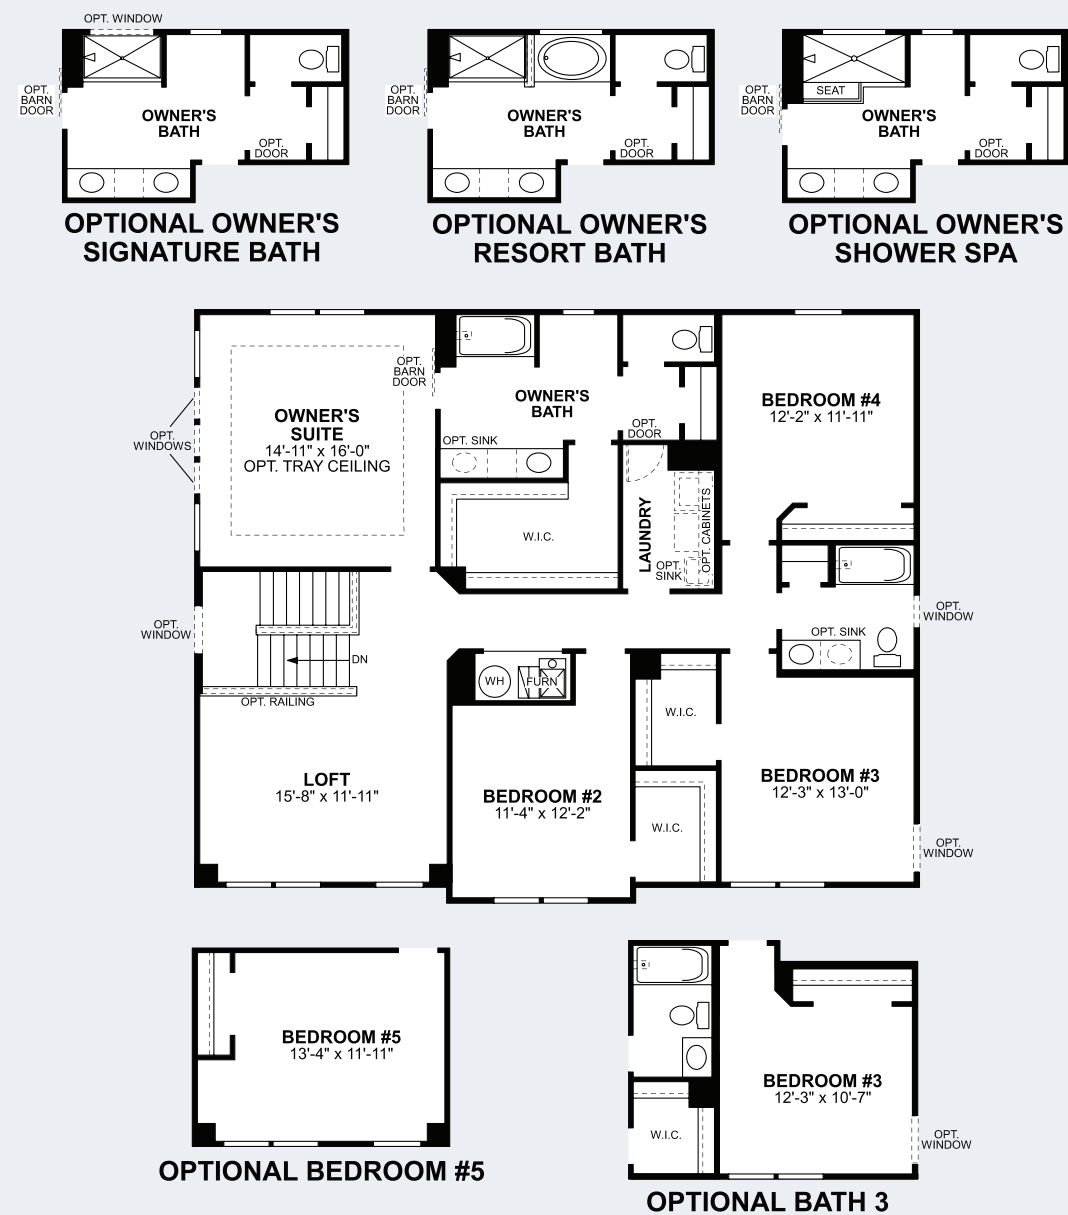 OPT. WINDOW
OPT.
BARN
DOOR
OWNER'S
BATH
OPT.
DOOR
OPTIONAL OWNER'S
SIGNATURE BATH
OPT.
BARN
DOOR
OWNER'S
BATH
OPT.
DOOR
OPTIONAL OWNER'S
RESORT BATH
OPT.
BARN
DOOR
SEAT
OWNER'S
BATH
OPT.
DOOR
OPTIONAL OWNER'S
SHOWER SPA
OPT.
WINDOWS
OWNER'S
SUITE
14'-11" x 16'-0"
OPT. TRAY CEILING
OPT.
BARN
DOOR
OWNER'S
BATH
OPT. SINK
OPT.
DOOR
W.I.C.
LAUNDRY
OPT.
SINK
OPT. CABINETS
BEDROOM #4
12'-2" x 11'-11"
OPT.
WINDOW
DN
OPT. RAILING
OPT. SINK
OPT.
WINDOW
WH
FURN
W.I.C.
LOFT
15'-8" x 11'-11"
BEDROOM #2
11'-4" x 12'-2"
W.I.C.
BEDROOM #3
12'-3" x 13'-0"
OPT.
WINDOW
BEDROOM #5
13'-4" x 11'-11"
OPTIONAL BEDROOM #5
BEDROOM #3
12'-3" x 10'-7"
W.I.C.
OPT.
WINDOW
OPTIONAL BATH 3